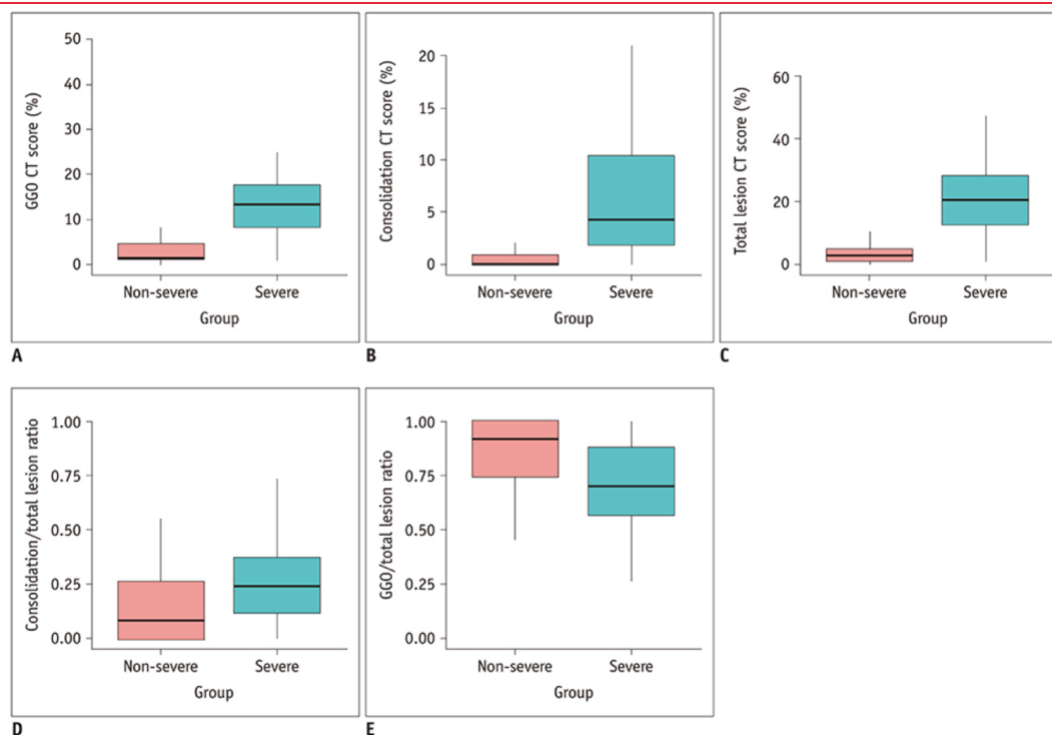 50
40
30
20
10
0
GGO CT score (%)
Non-severe Severe
Group
A
20
15
10
5
0
Consolidation CT score (%)
Non-severe Severe
Group
B
60
40
20
0
Total lesion CT score (%)
Non-severe Severe
Group
C
1.00
0.75
0.50
0.25
0.00
Consolidation/total lesion ratio
Non-severe Severe
Group
D
1.00
0.75
0.50
0.25
0.00
GGO/total lesion ratio
Non-severe Severe
Group
E